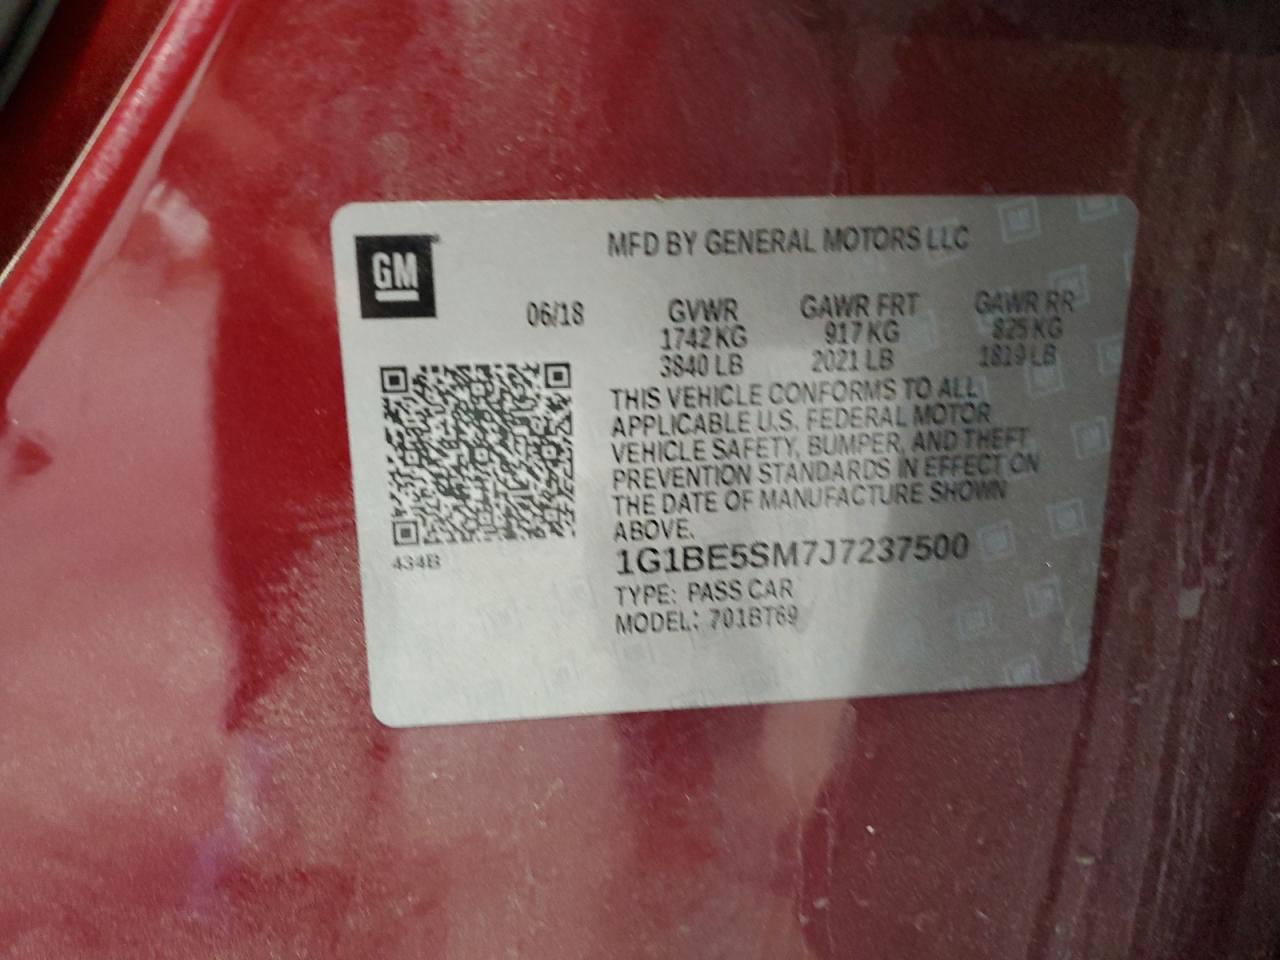 GM
MFD BY GENERAL MOTORS LLC
06/18 GVWR GAWR FRT GAWR RR
1742 KG 917 KG 825 KG
3840 LB 2021 LB 1819 LB
THIS VEHICLE CONFORMS TO ALL
APPLICABLE U.S. FEDERAL MOTOR
VEHICLE SAFETY, BUMPER, AND THEFT
PREVENTION STANDARDS IN EFFECT ON
THE DATE OF MANUFACTURE SHOWN
ABOVE.
434B
1G1BE5SM7J7237500
TYPE: PASS CAR
MODEL: 701BT69